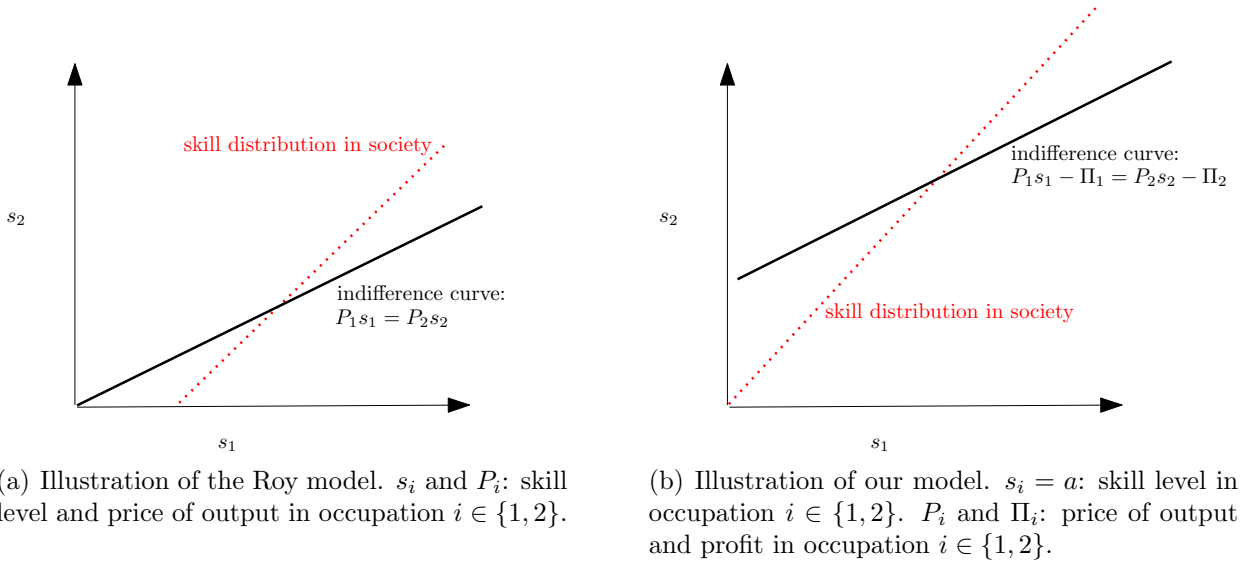 skill distribution in society
s₂
indifference curve:
P₁s₁ = P₂s₂
s₁
(a) Illustration of the Roy model. sᵢ and Pᵢ: skill
level and price of output in occupation i ∈ {1, 2}.
indifference curve:
P₁s₁ − Π₁ = P₂s₂ − Π₂
s₂
skill distribution in society
s₁
(b) Illustration of our model. sᵢ = a: skill level in
occupation i ∈ {1, 2}. Pᵢ and Πᵢ: price of output
and profit in occupation i ∈ {1, 2}.